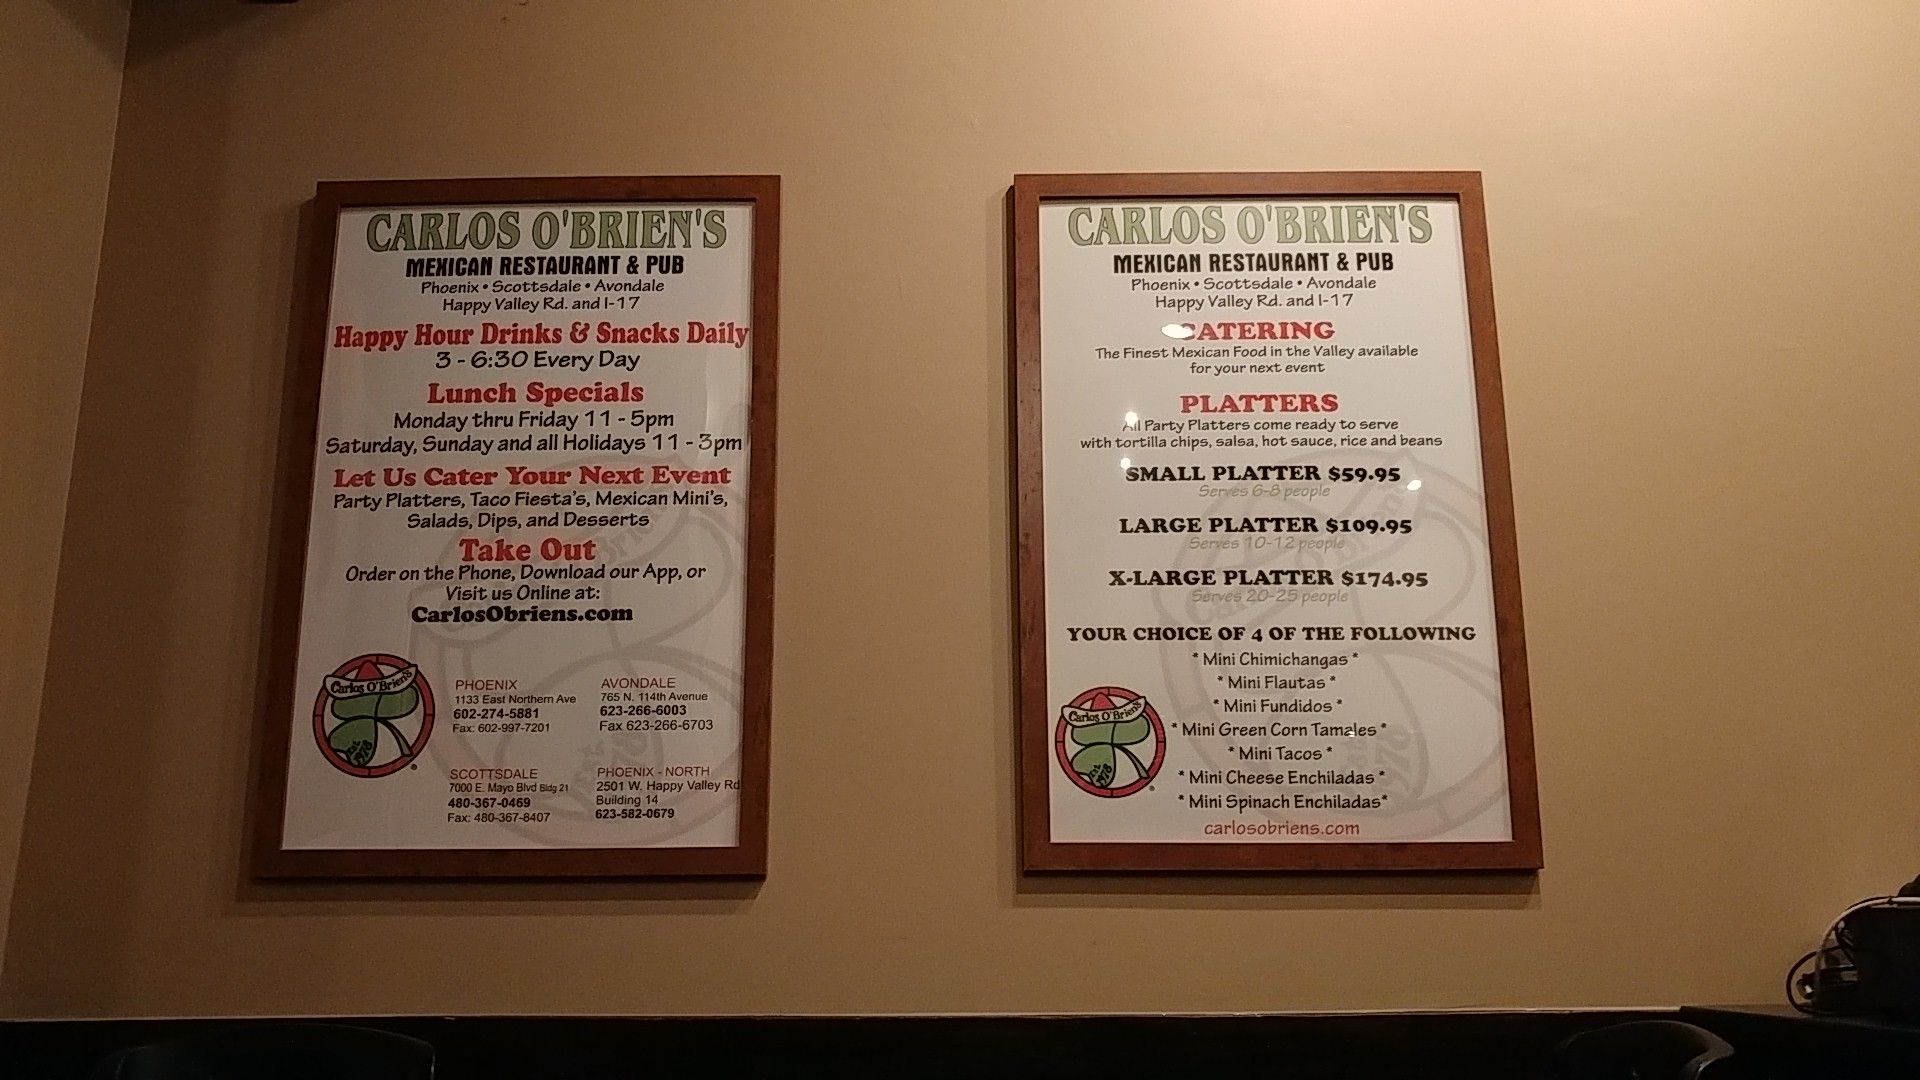 CARLOS O'BRIEN'S
MEXICAN RESTAURANT & PUB
Phoenix • Scottsdale • Avondale
Happy Valley Rd. and I-17
Happy Hour Drinks & Snacks Daily
3 - 6:30 Every Day
Lunch Specials
Monday thru Friday 11 - 5pm
Saturday, Sunday and all Holidays 11 - 3pm
Let Us Cater Your Next Event
Party Platters, Taco Fiesta's, Mexican Mini's,
Salads, Dips, and Desserts
Take Out
Order on the Phone, Download our App, or
Visit us Online at:
CarlosObriens.com
Carlos O'Brien's
Est. 1978
PHOENIX
1133 East Northern Ave
602-274-5881
Fax: 602-997-7201
AVONDALE
765 N. 114th Avenue
623-266-6003
Fax 623-266-6703
SCOTTSDALE
7000 E. Mayo Blvd Bldg 21
480-367-0469
Fax: 480-367-8407
PHOENIX - NORTH
2501 W. Happy Valley Rd
Building 14
623-582-0679
CARLOS O'BRIEN'S
MEXICAN RESTAURANT & PUB
Phoenix • Scottsdale • Avondale
Happy Valley Rd. and I-17
CATERING
The Finest Mexican Food in the Valley available
for your next event
PLATTERS
All Party Platters come ready to serve
with tortilla chips, salsa, hot sauce, rice and beans
SMALL PLATTER $59.95
Serves 6-8 people
LARGE PLATTER $109.95
Serves 10-12 people
X-LARGE PLATTER $174.95
Serves 20-25 people
YOUR CHOICE OF 4 OF THE FOLLOWING
* Mini Chimichangas *
* Mini Flautas *
* Mini Fundidos *
* Mini Green Corn Tamales *
* Mini Tacos *
* Mini Cheese Enchiladas *
* Mini Spinach Enchiladas*
carlosobriens.com
Carlos O'Brien's
Est. 1978